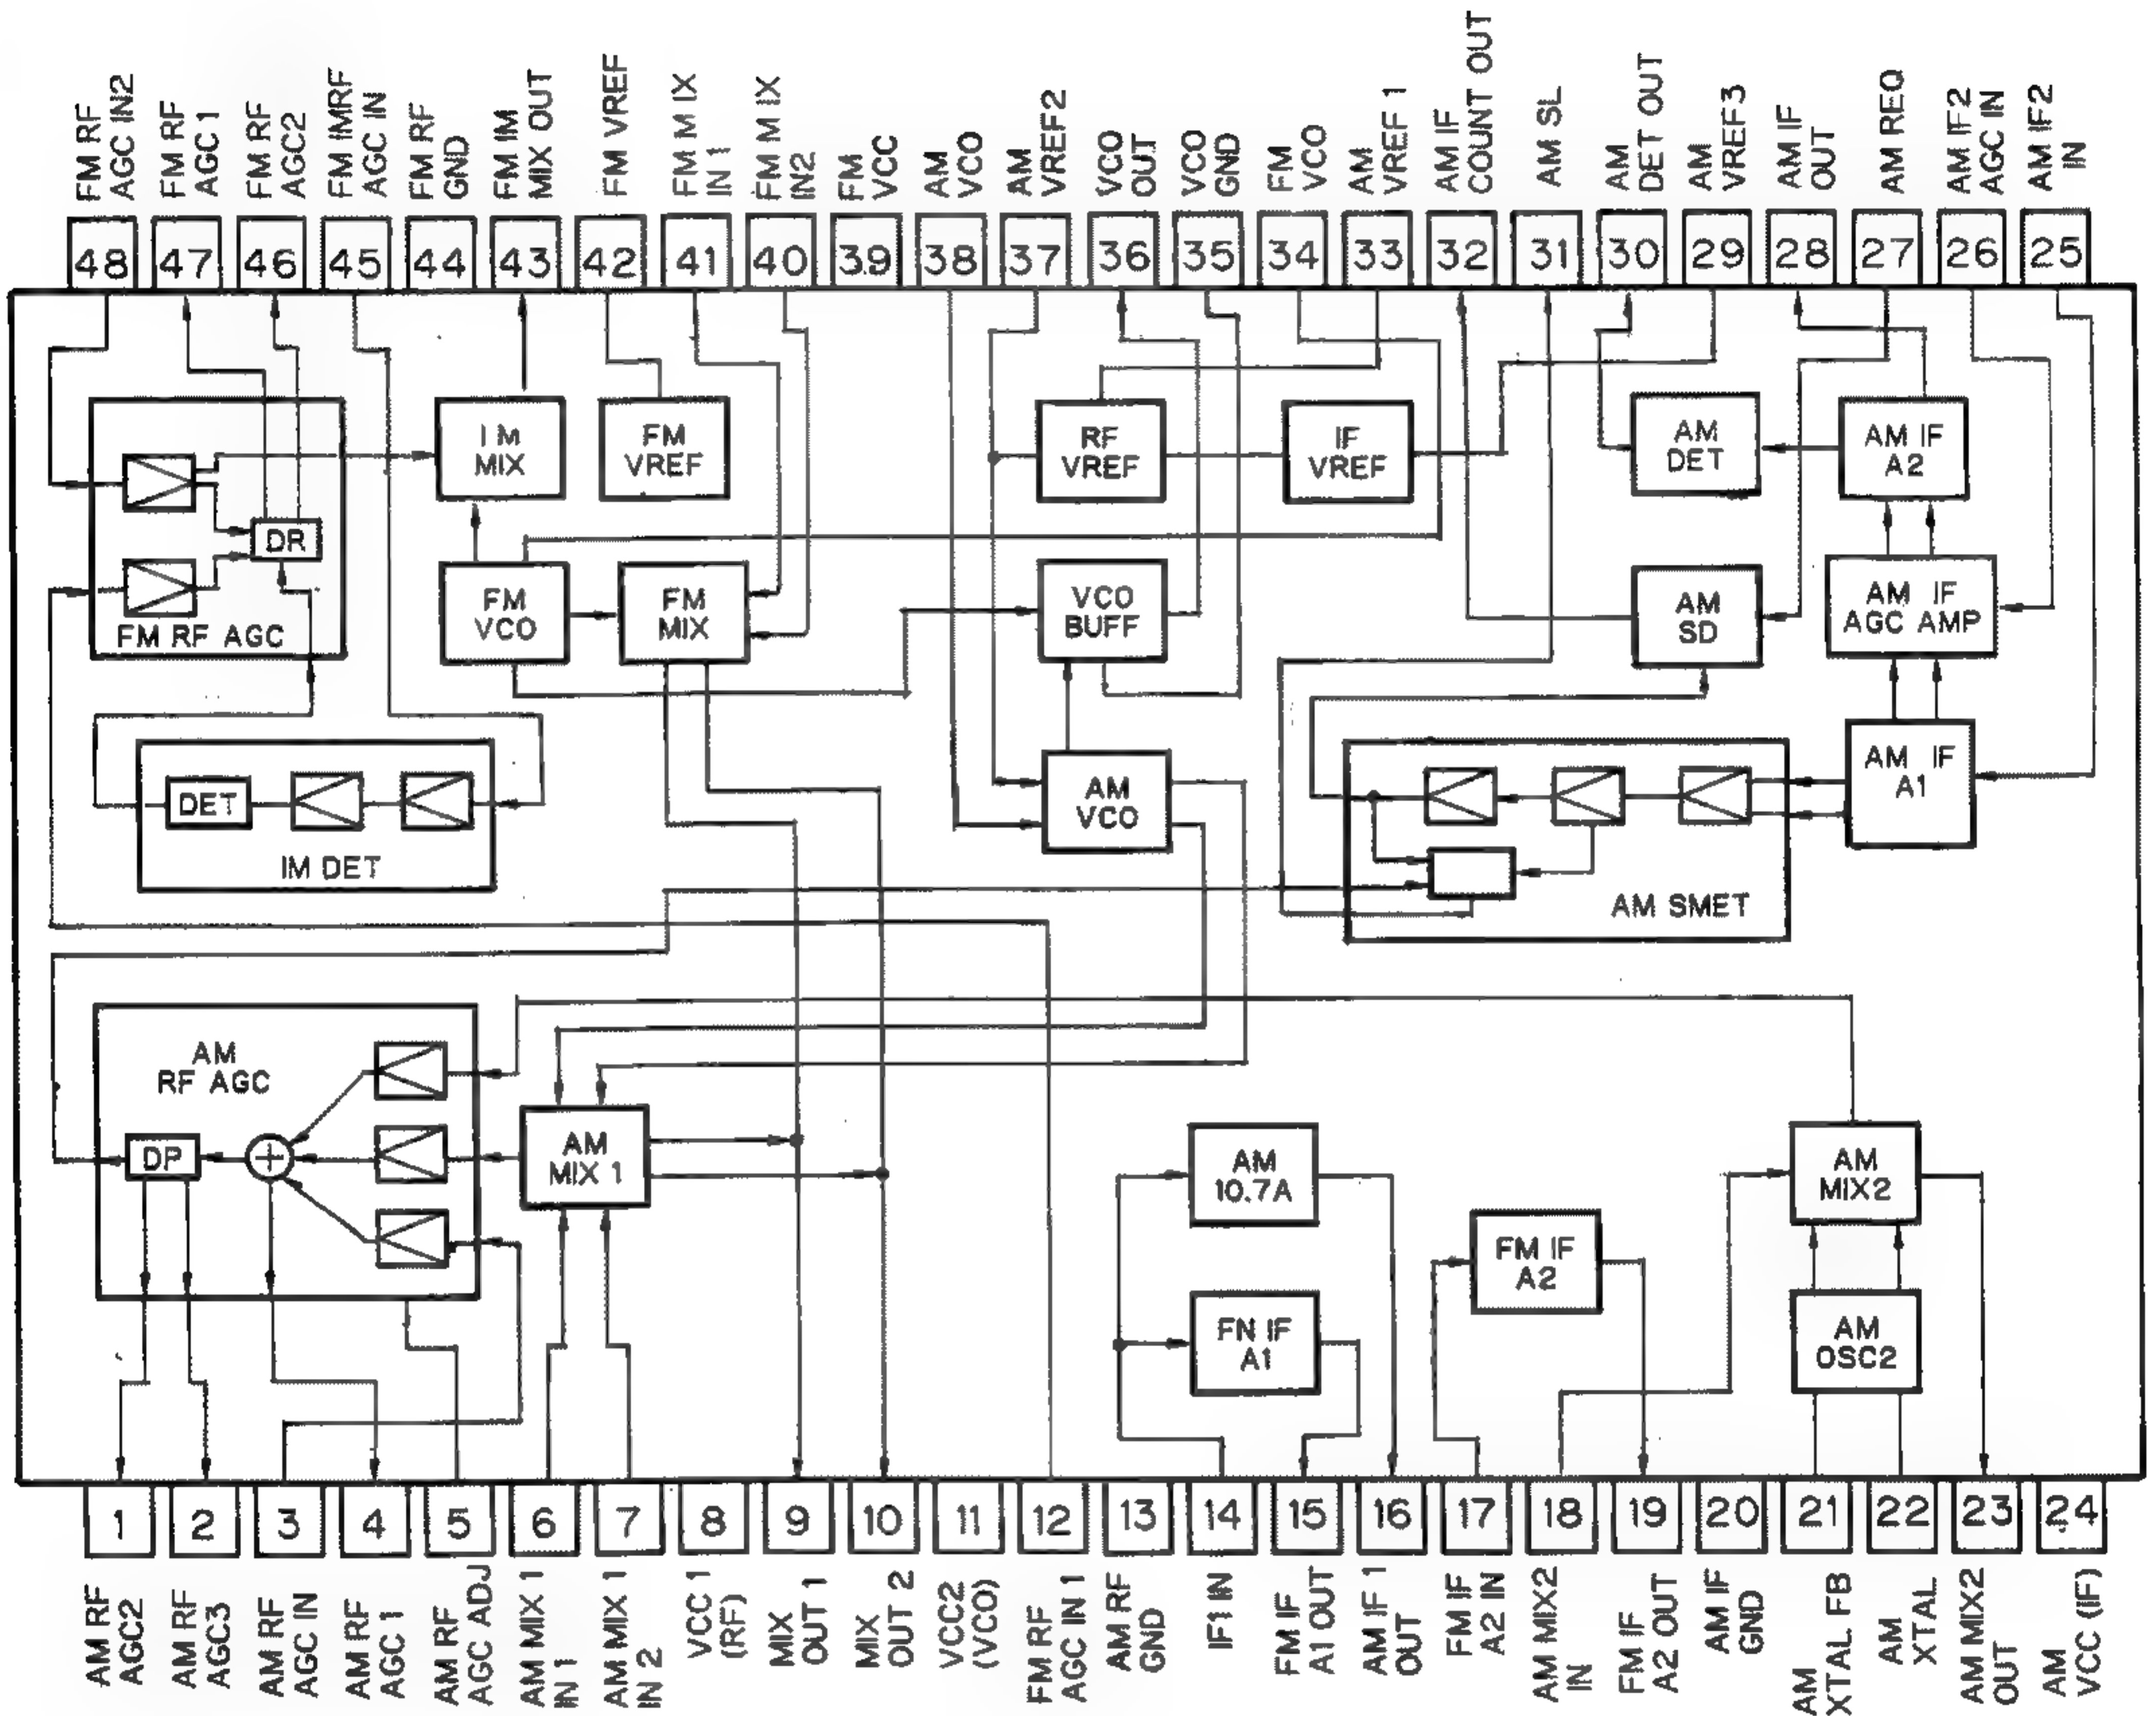 FM RF
AGC IN2
FM RF
AGC1
FM RF
AGC2
FM IMRF
AGC IN
FM RF
GND
FM IM
MIX OUT
FM VREF
FM M IX
IN1
FM M IX
IN2
FM
VCC
AM
VCO
AM
VREF2
VCO
OUT
VCO
GND
FM
VCO
AM
VREF 1
AM IF
COUNT OUT
AM SL
AM
DET OUT
AM
VREF3
AM IF
OUT
AM REQ
AM IF2
AGC IN
AM IF2
IN
48 47 46 45 44 43 42 41 40 39 38 37 36 35 34 33 32 31 30 29 28 27 26 25
IM
MIX
FM
VREF
RF
VREF
IF
VREF
AM
DET
AM IF
A2
DR
FM RF AGC
FM
VCO
FM
MIX
VCO
BUFF
AM
SD
AM IF
AGC AMP
DET
IM DET
AM
VCO
AM SMET
AM IF
A1
AM
RF AGC
DP
+
AM
MIX 1
AM
10.7A
FM IF
A2
AM
MIX2
FN IF
A1
AM
OSC2
1 2 3 4 5 6 7 8 9 10 11 12 13 14 15 16 17 18 19 20 21 22 23 24
AM RF
AGC2
AM RF
AGC3
AM RF
AGC IN
AM RF
AGC 1
AM RF
AGC ADJ
AM MIX 1
IN1
AM MIX 1
IN 2
VCC 1
(RF)
MIX
OUT 1
MIX
OUT 2
VCC2
(VCO)
FM RF
AGC IN 1
AM RF
GND
IF1 IN
FM IF
A1 OUT
AM IF 1
OUT
FM IF
A2 IN
AM MIX2
IN
FM IF
A2 OUT
AM IF
GND
AM
XTAL FB
AM
XTAL
AM MIX2
OUT
AM
VCC (IF)